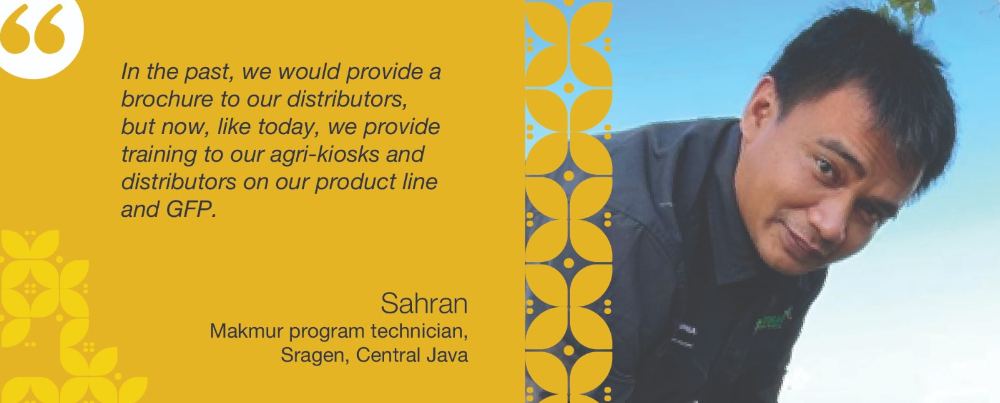 In the past, we would provide a
brochure to our distributors,
but now, like today, we provide
training to our agri-kiosks and
distributors on our product line
and GFP.
Sahran
Makmur program technician,
Sragen, Central Java